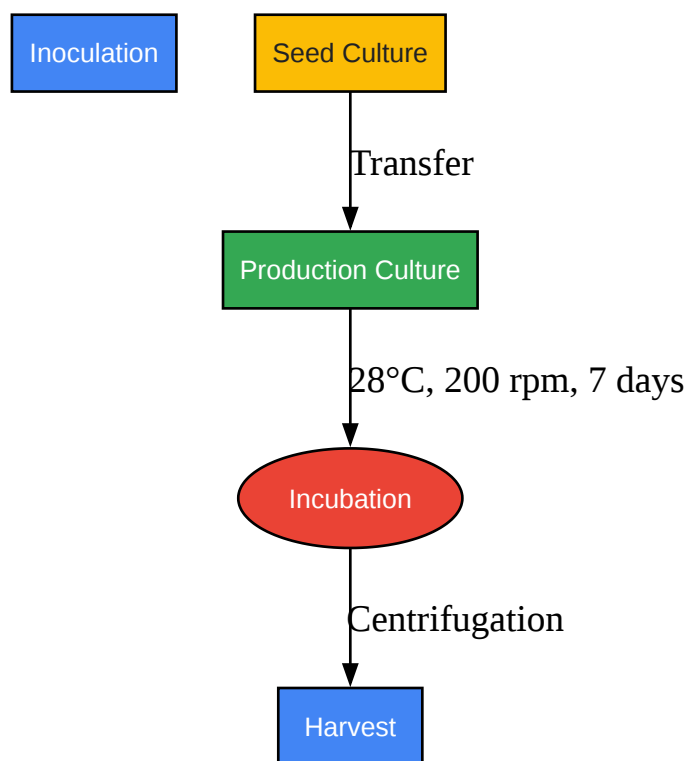 Inoculation
Seed Culture
Transfer
Production Culture
28°C, 200 rpm, 7 days
Incubation
Centrifugation
Harvest